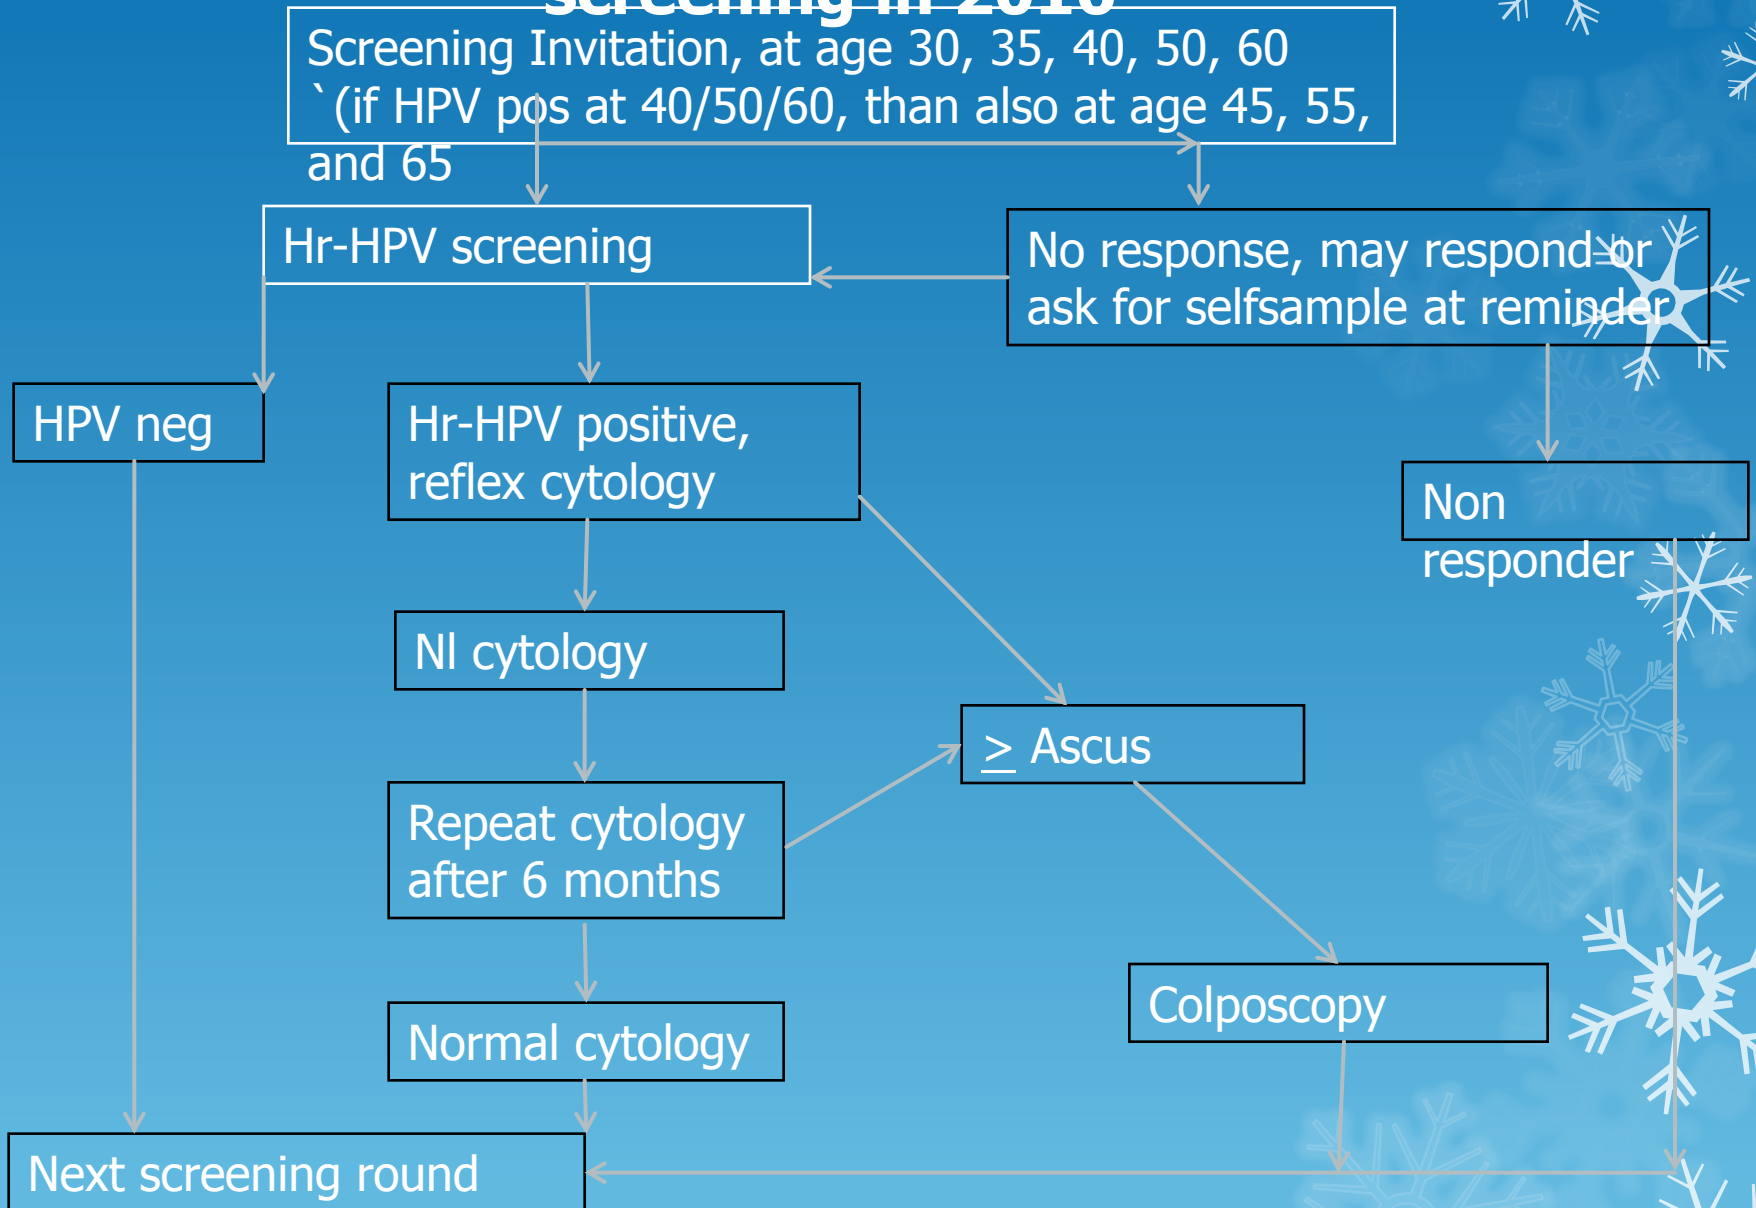 screening in 2016
Screening Invitation, at age 30, 35, 40, 50, 60
`(if HPV pos at 40/50/60, than also at age 45, 55,
and 65
Hr-HPV screening
No response, may respond or
ask for selfsample at reminder
HPV neg
Hr-HPV positive,
reflex cytology
Non
responder
Nl cytology
> Ascus
Repeat cytology
after 6 months
Colposcopy
Normal cytology
Next screening round